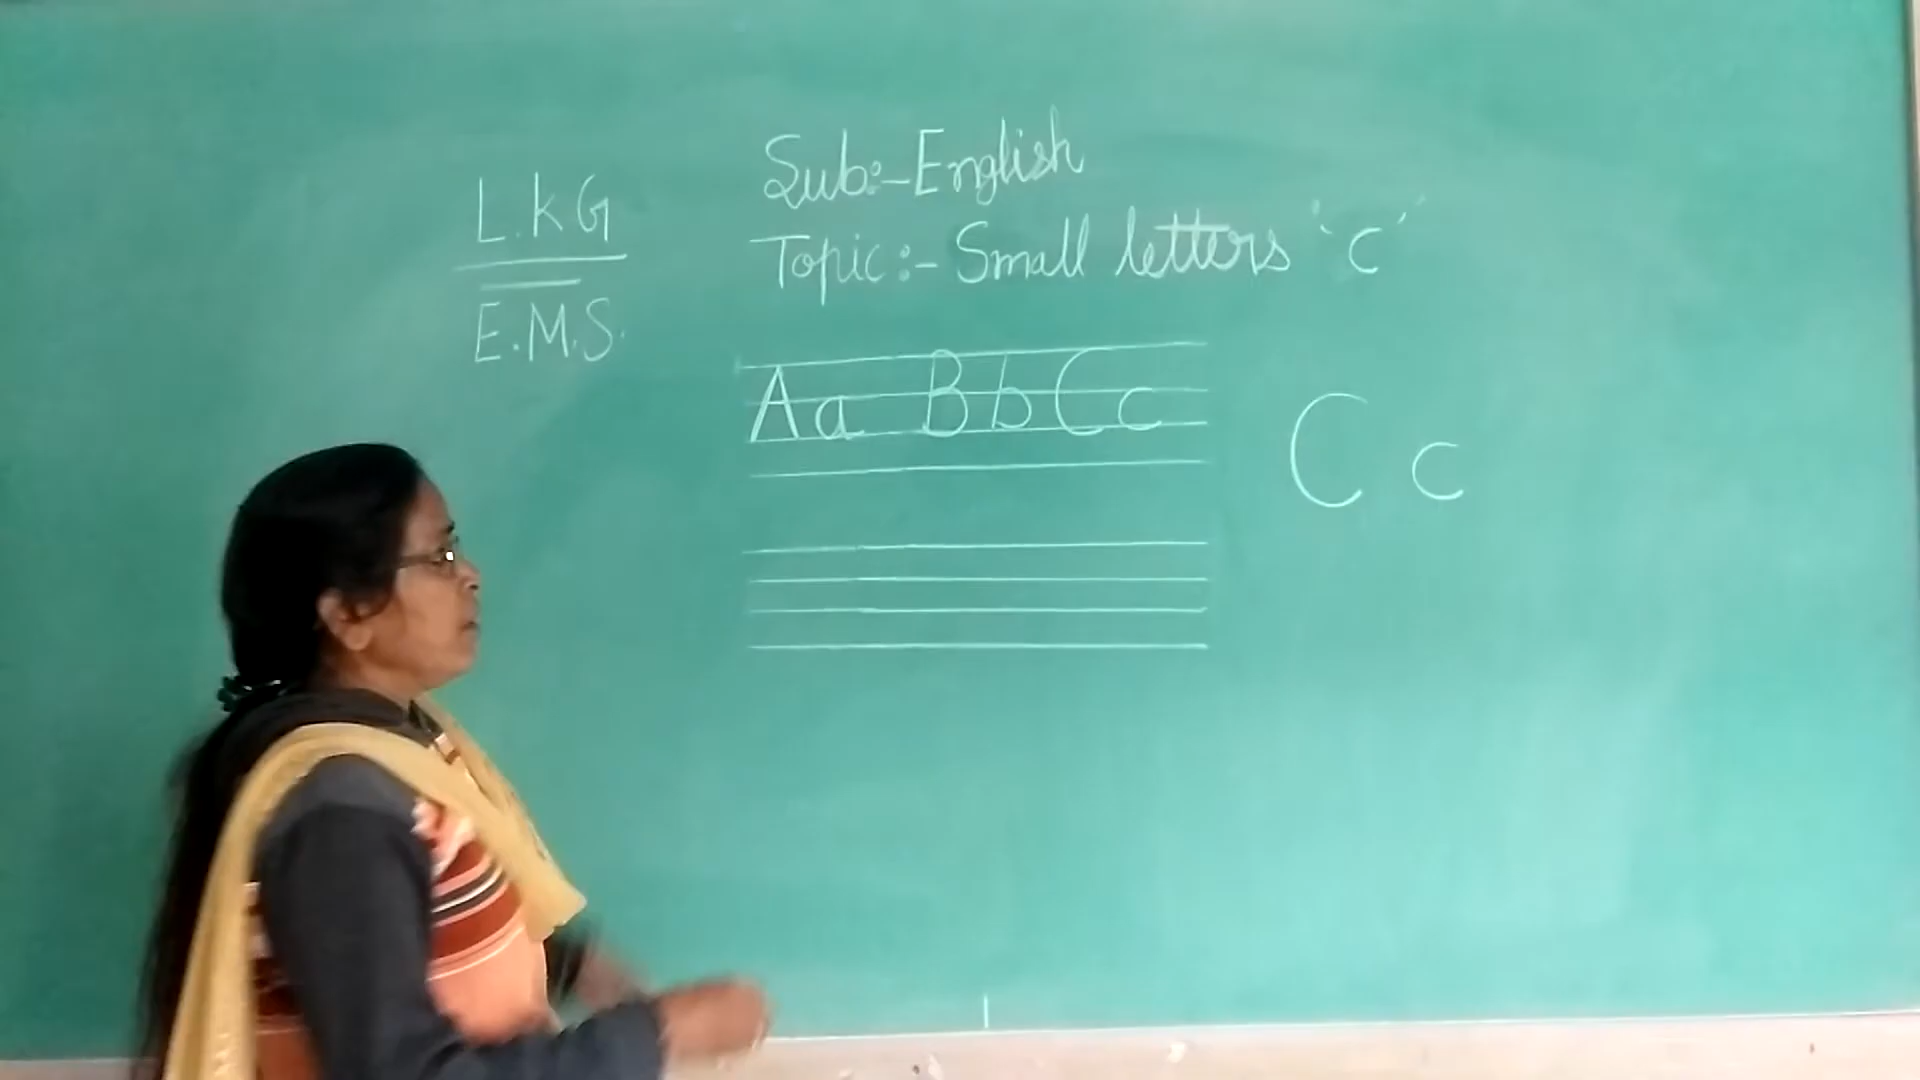 L.K G
E.M.S.
Sub:-English
Topic:- Small letters "c"
Aa Bb Cc
C c